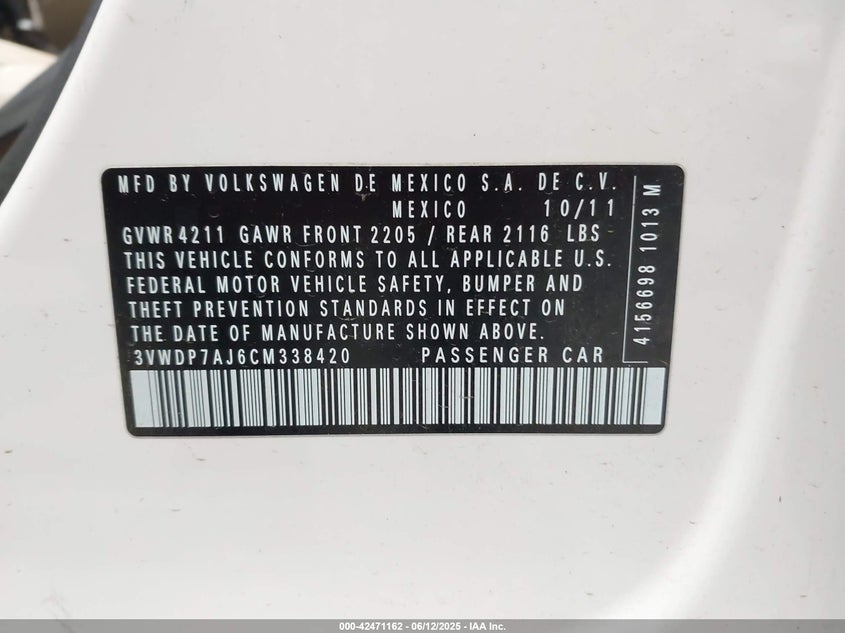 MFD BY VOLKSWAGEN DE MEXICO S.A. DE C.V.
MEXICO 10/11
GVWR 4211 GAWR FRONT 2205 / REAR 2116 LBS
THIS VEHICLE CONFORMS TO ALL APPLICABLE U.S.
FEDERAL MOTOR VEHICLE SAFETY, BUMPER AND
THEFT PREVENTION STANDARDS IN EFFECT ON
THE DATE OF MANUFACTURE SHOWN ABOVE.
3VWDP7AJ6CM338420 PASSENGER CAR
4156698 1013 M
000-42471162 - 06/12/2025 - IAA Inc.